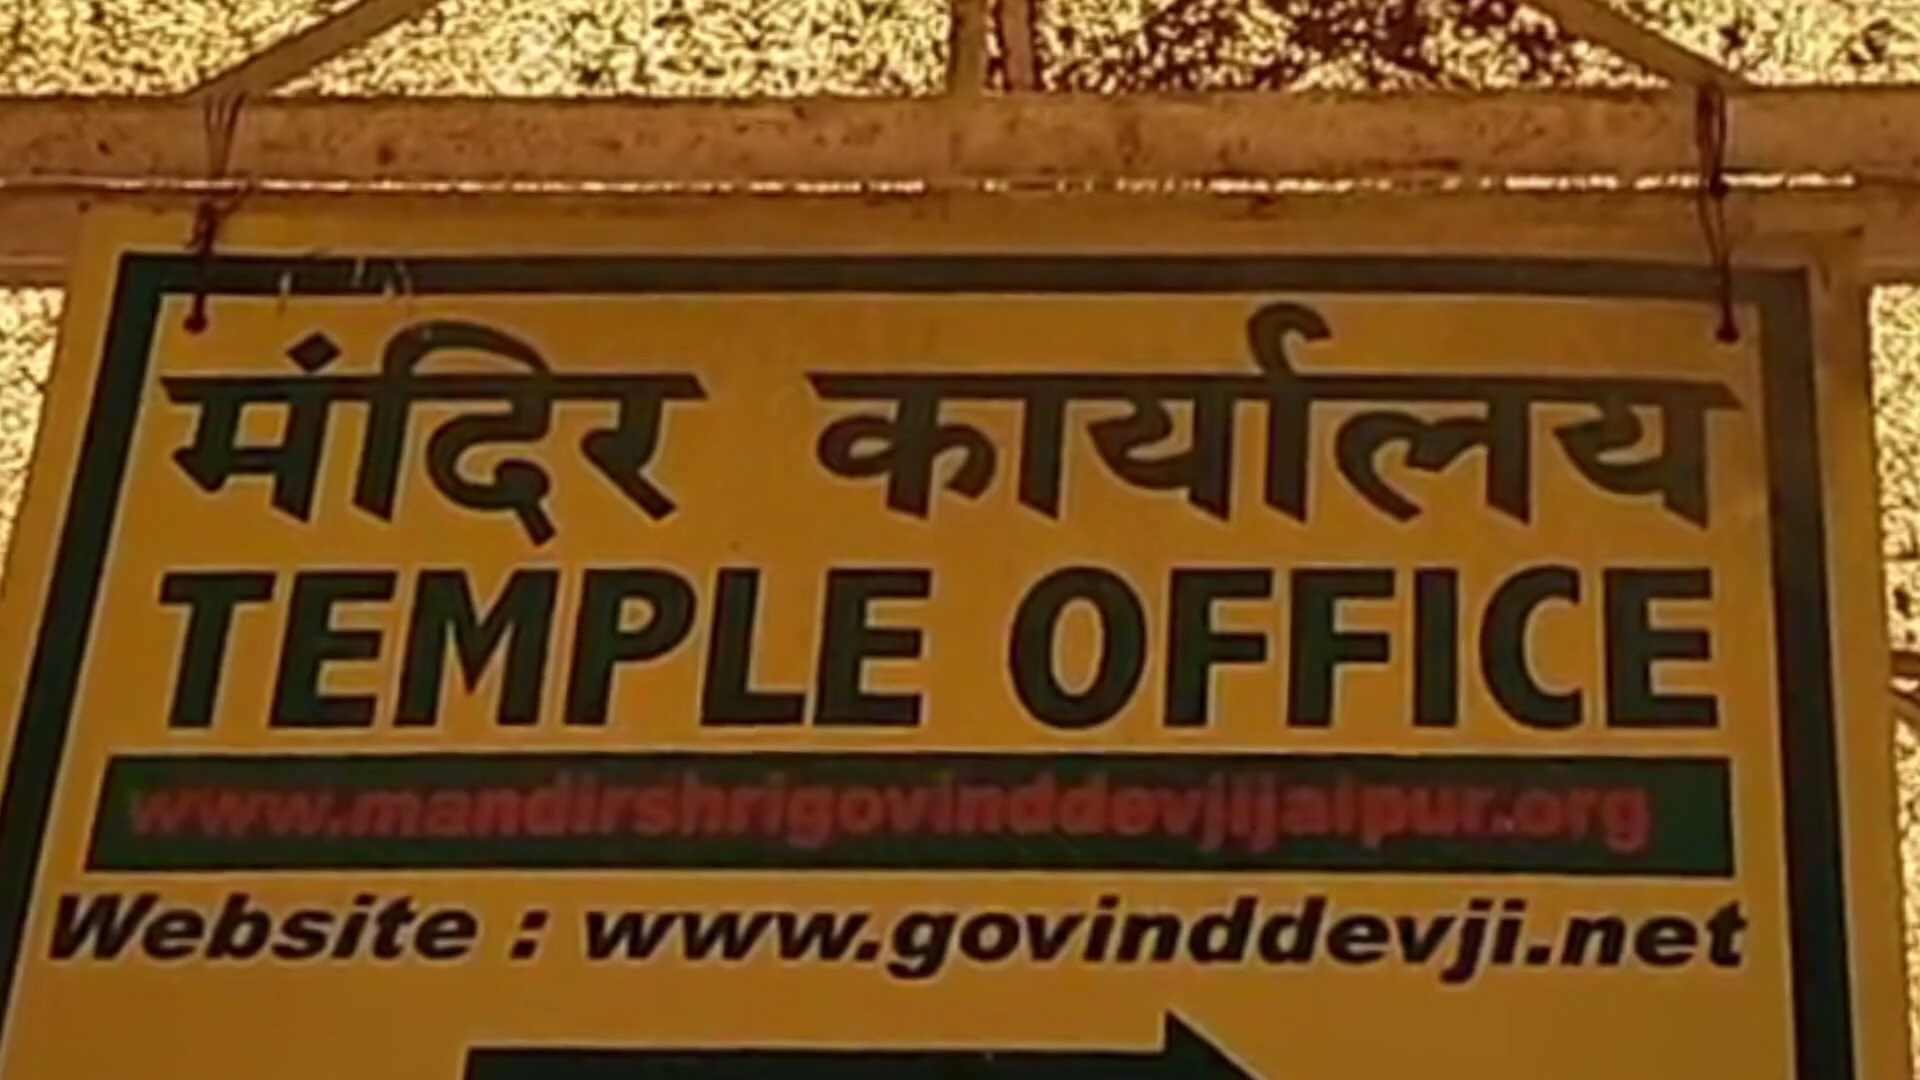 मंदिर कार्यालय
TEMPLE OFFICE
www.mandirshrigovinddevjijaipur.org
Website : www.govinddevji.net